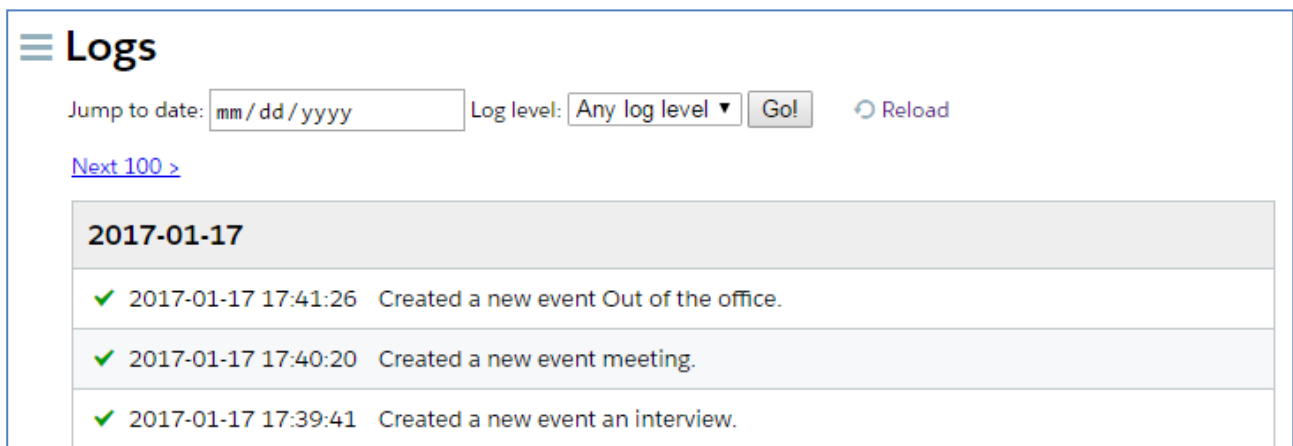 Logs
Jump to date: mm/dd/yyyy Log level: Any log level Go! Reload
Next 100 >
2017-01-17
2017-01-17 17:41:26 Created a new event Out of the office.
2017-01-17 17:40:20 Created a new event meeting.
2017-01-17 17:39:41 Created a new event an interview.